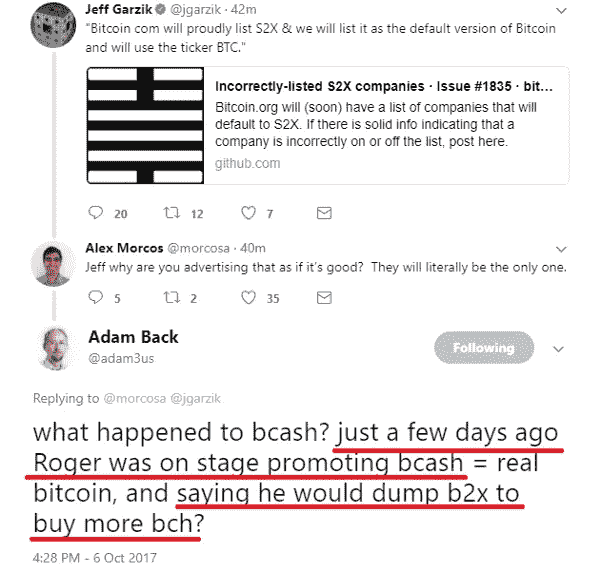 Jeff Garzik @jgarzik · 42m
"Bitcoin com will proudly list S2X & we will list it as the default version of Bitcoin
and will use the ticker BTC."
Incorrectly-listed S2X companies · Issue #1835 · bit...
Bitcoin.org will (soon) have a list of companies that will
default to S2X. If there is solid info indicating that a
company is incorrectly on or off the list, post here.
github.com
20 12 7
Alex Morcos @morcosa · 40m
Jeff why are you advertising that as if it's good? They will literally be the only one.
5 2 35
Adam Back
@adam3us
Following
Replying to @morcosa @jgarzik
what happened to bcash? just a few days ago
Roger was on stage promoting bcash = real
bitcoin, and saying he would dump b2x to
buy more bch?
4:28 PM - 6 Oct 2017